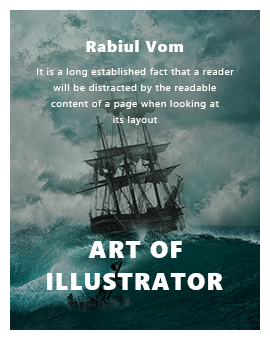 Rabiul Vom
It is a long established fact that a reader
will be distracted by the readable
content of a page when looking at
its layout
ART OF
ILLUSTRATOR